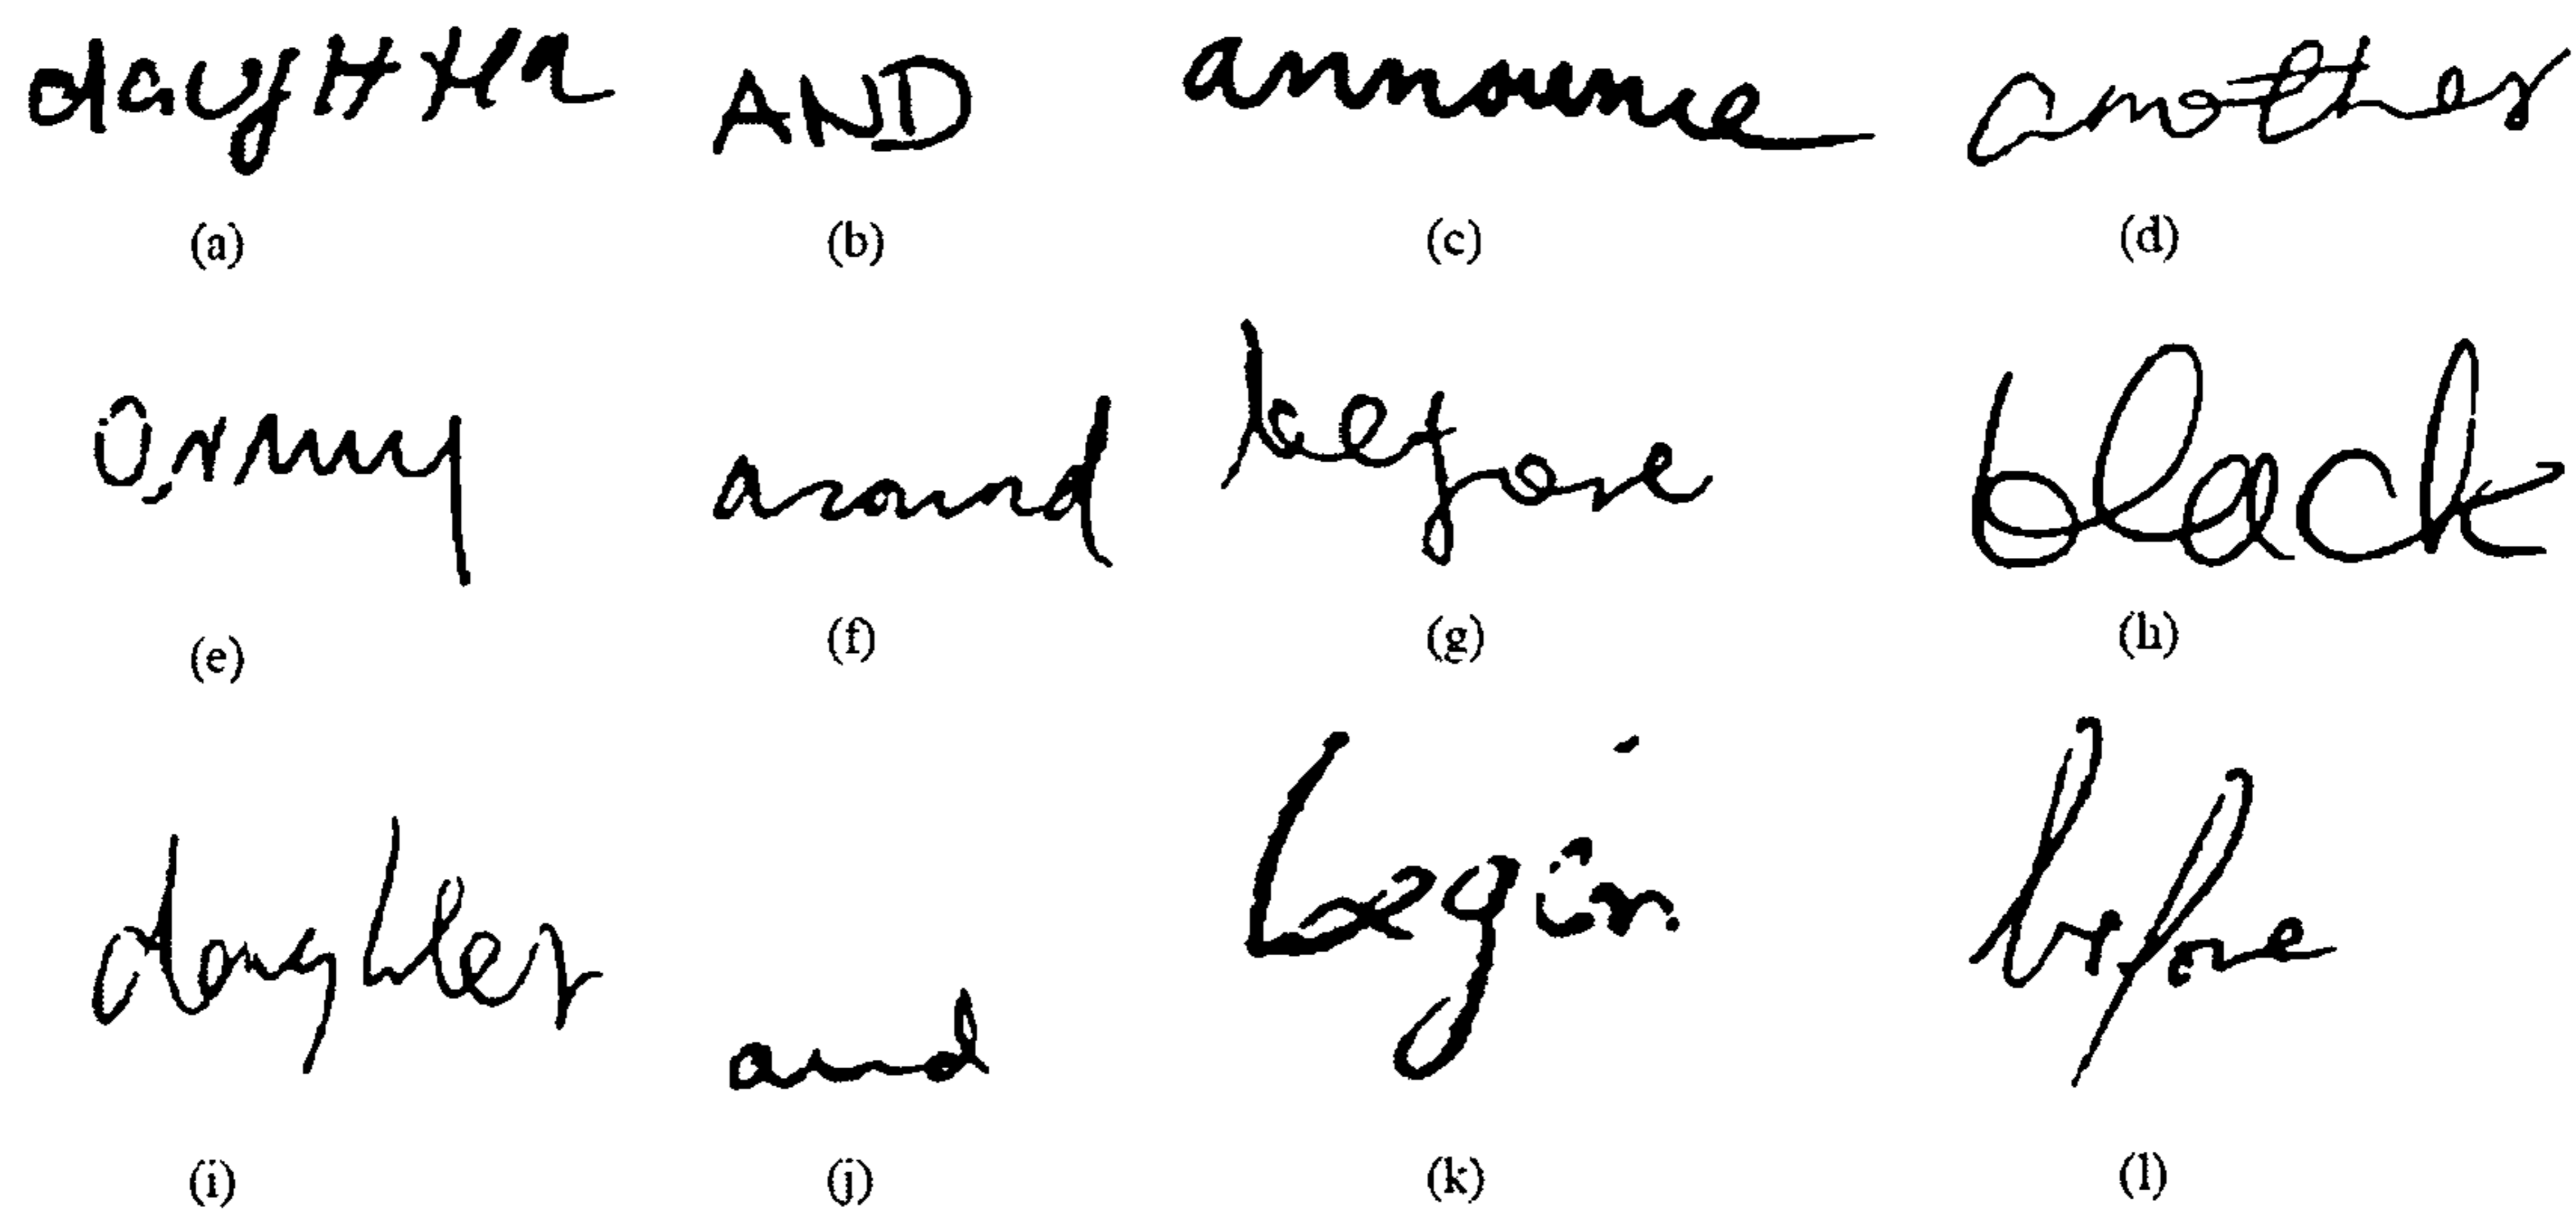 daugHter AND announce another
(a) (b) (c) (d)
army around before black
(e) (f) (g) (h)
daughter and begin before
(i) (j) (k) (l)